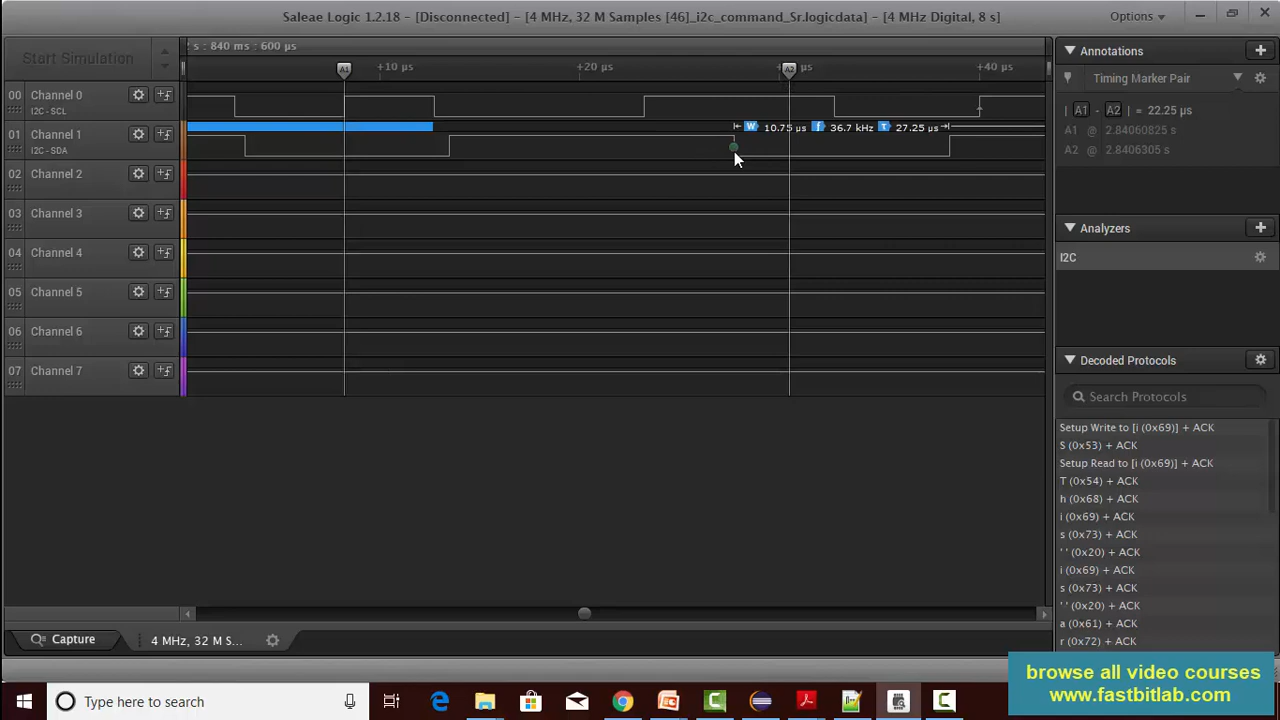 Saleae Logic 1.2.18 - [Disconnected] - [4 MHz, 32 M Samples [46]_i2c_command_Sr.logicdata] - [4 MHz Digital, 8 s]
Options
Start Simulation
s : 840 ms : 600 µs
A1
+10 µs
+20 µs
A2
µs
+40 µs
00
Channel 0
I2C - SCL
01
Channel 1
I2C - SDA
W 10.75 µs f 36.7 kHz T 27.25 µs
02
Channel 2
03
Channel 3
04
Channel 4
05
Channel 5
06
Channel 6
07
Channel 7
Annotations
Timing Marker Pair
| A1 - A2 | = 22.25 µs
A1 @ 2.84060825 s
A2 @ 2.8406305 s
Analyzers
I2C
Decoded Protocols
Search Protocols
Setup Write to [i (0x69)] + ACK
S (0x53) + ACK
Setup Read to [i (0x69)] + ACK
T (0x54) + ACK
h (0x68) + ACK
i (0x69) + ACK
s (0x73) + ACK
' ' (0x20) + ACK
i (0x69) + ACK
s (0x73) + ACK
' ' (0x20) + ACK
a (0x61) + ACK
r (0x72) + ACK
Capture
4 MHz, 32 M S...
browse all video courses
www.fastbitlab.com
Type here to search